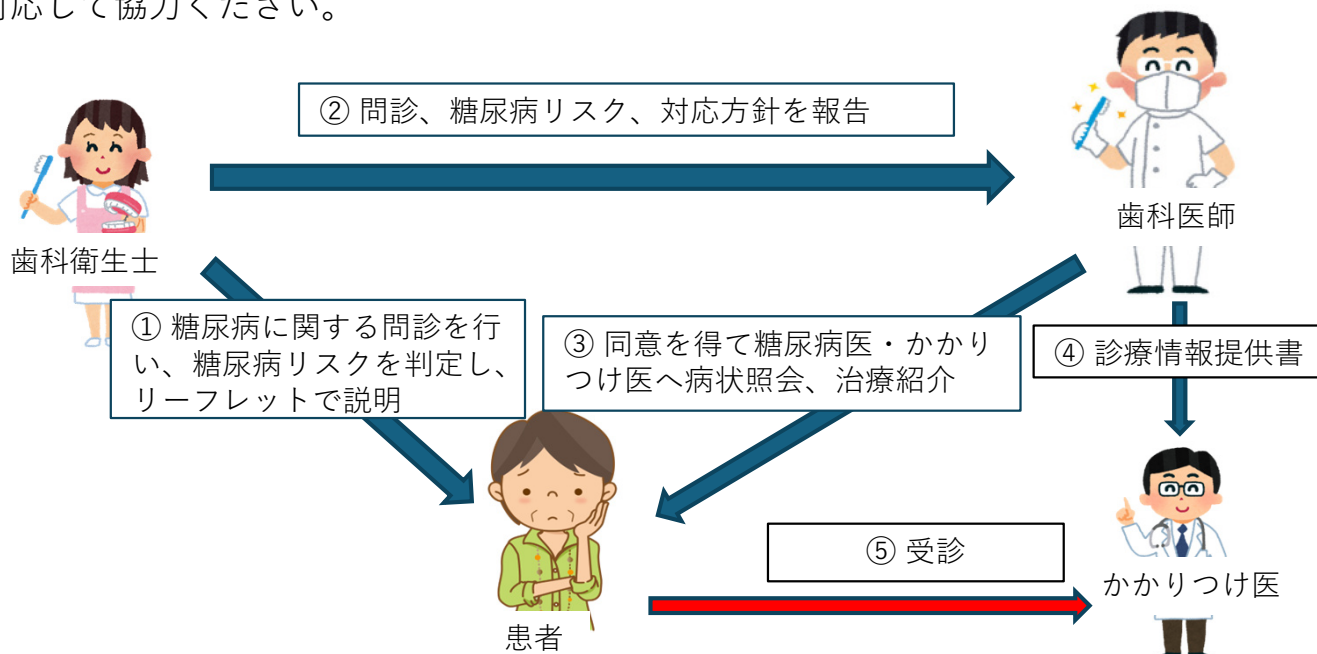 対応して協力ください。
② 問診、糖尿病リスク、対応方針を報告
歯科衛生士
歯科医師
① 糖尿病に関する問診を行
い、糖尿病リスクを判定し、
リーフレットで説明
③ 同意を得て糖尿病医・かかり
つけ医へ病状照会、治療紹介
④ 診療情報提供書
⑤ 受診
かかりつけ医
患者